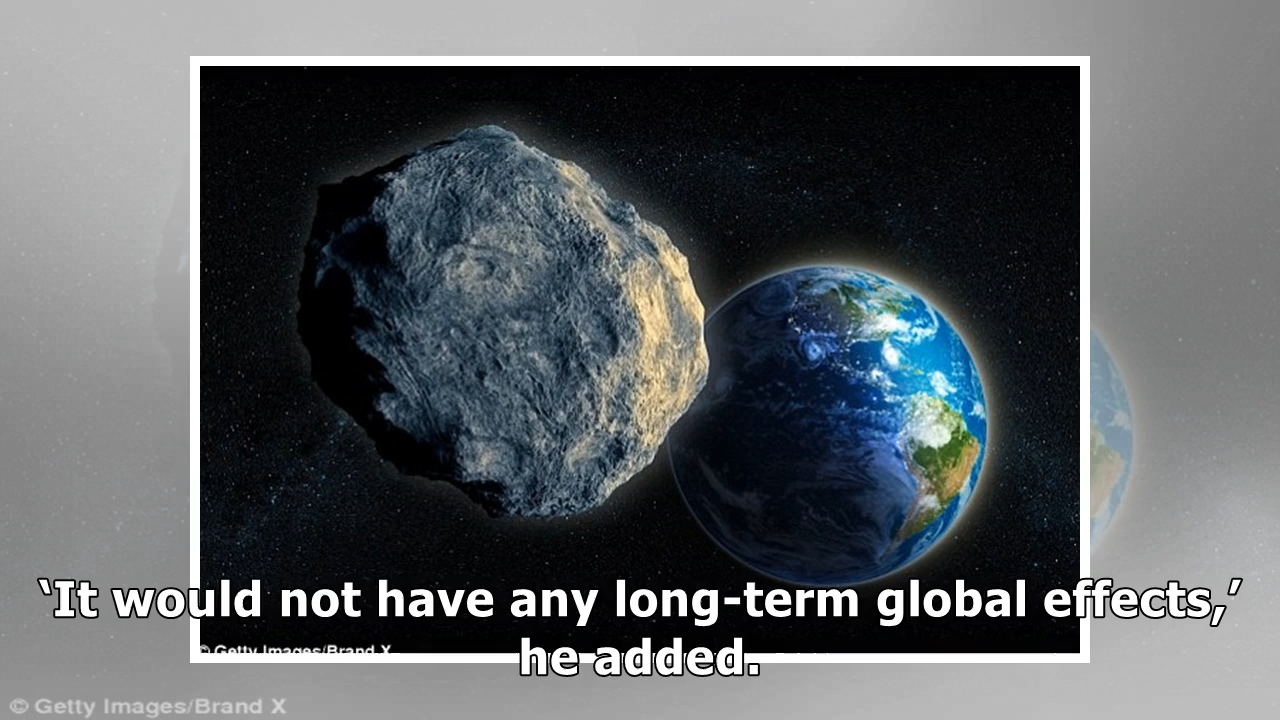 ‘It would not have any long-term global effects,’
© Getty Images/Brand X
he added.
© Getty Images/Brand X